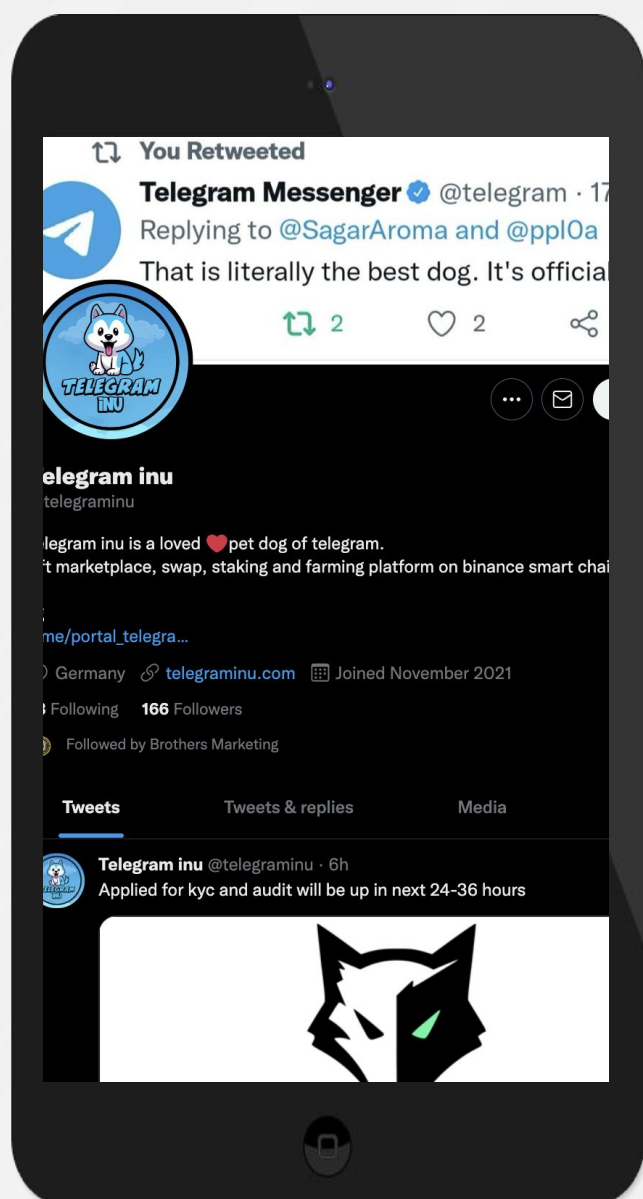 You Retweeted
Telegram Messenger @telegram · 17
Replying to @SagarAroma and @ppl0a
That is literally the best dog. It's official
2 2
TELEGRAM
INU
elegram inu
telegraminu
legram inu is a loved ❤️pet dog of telegram.
ft marketplace, swap, staking and farming platform on binance smart chai
me/portal_telegra...
Germany telegraminu.com Joined November 2021
Following 166 Followers
Followed by Brothers Marketing
Tweets Tweets & replies Media
Telegram inu @telegraminu · 6h
Applied for kyc and audit will be up in next 24-36 hours